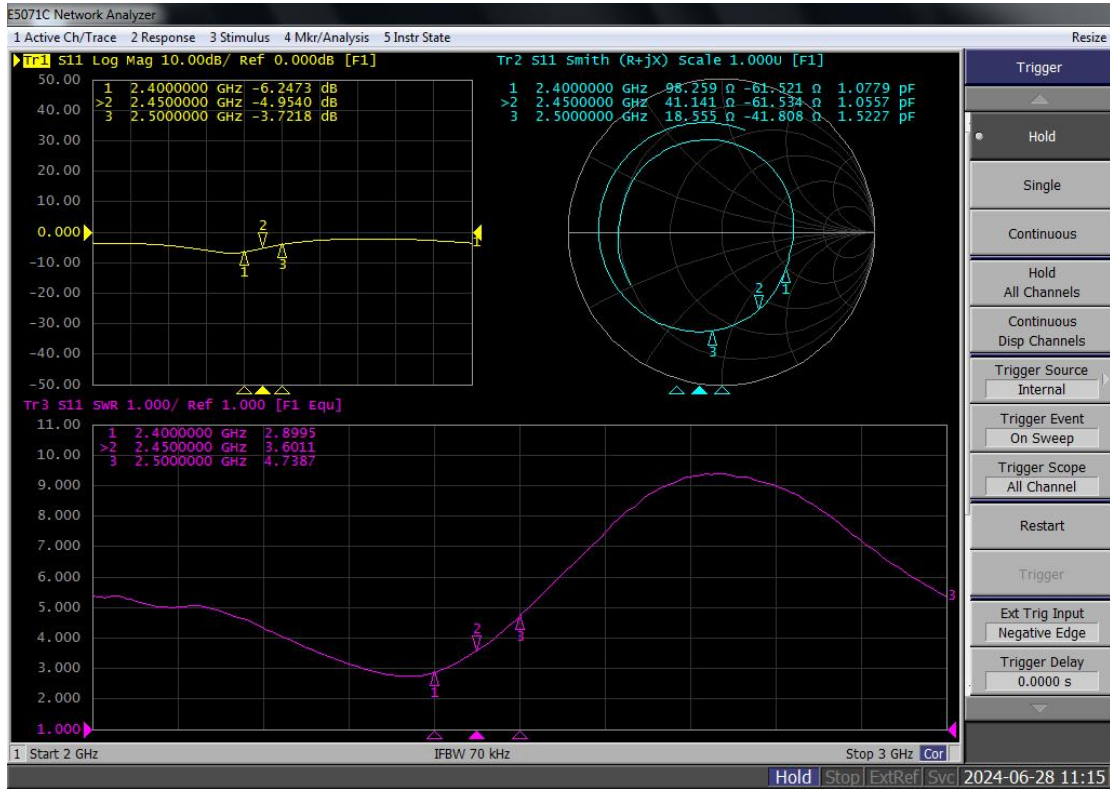 E5071C Network Analyzer
1 Active Ch/Trace 2 Response 3 Stimulus 4 Mkr/Analysis 5 Instr State Resize
Tr1 S11 Log Mag 10.00dB/ Ref 0.000dB [F1]
50.00
40.00
30.00
20.00
10.00
0.000
-10.00
-20.00
-30.00
-40.00
-50.00
1 2.4000000 GHz -6.2473 dB
>2 2.4500000 GHz -4.9540 dB
3 2.5000000 GHz -3.7218 dB
2
1
3
1
Tr2 S11 Smith (R+jX) Scale 1.000U [F1]
1 2.4000000 GHz 98.259 Ω -61.521 Ω 1.0779 pF
>2 2.4500000 GHz 41.141 Ω -61.534 Ω 1.0557 pF
3 2.5000000 GHz 18.555 Ω -41.808 Ω 1.5227 pF
2
1
3
Tr3 S11 SWR 1.000/ Ref 1.000 [F1 Equ]
11.00
10.00
9.000
8.000
7.000
6.000
5.000
4.000
3.000
2.000
1.000
1 2.4000000 GHz 2.8995
>2 2.4500000 GHz 3.6011
3 2.5000000 GHz 4.7387
2
3
1
3
1 Start 2 GHz IFBW 70 kHz Stop 3 GHz Cor
Trigger
Hold
Single
Continuous
Hold
All Channels
Continuous
Disp Channels
Trigger Source
Internal
Trigger Event
On Sweep
Trigger Scope
All Channel
Restart
Trigger
Ext Trig Input
Negative Edge
Trigger Delay
0.0000 s
Hold Stop ExtRef Svc 2024-06-28 11:15